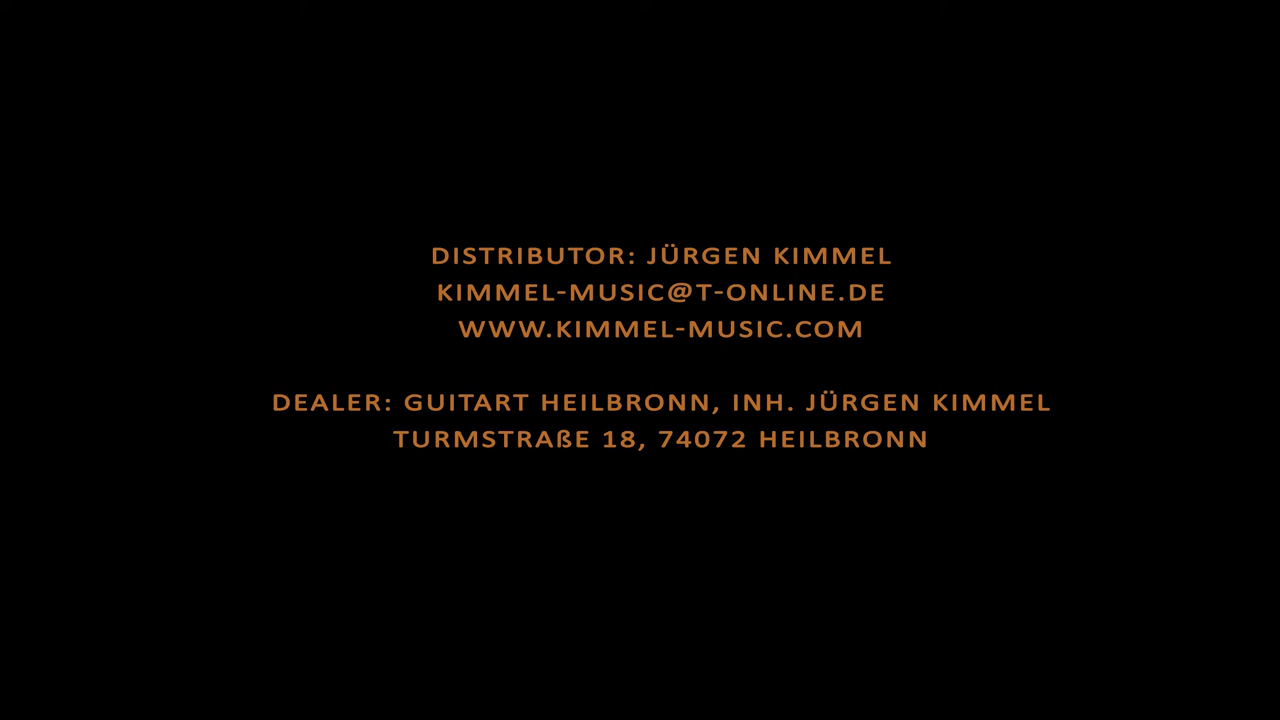 DISTRIBUTOR: JÜRGEN KIMMEL
KIMMEL-MUSIC@T-ONLINE.DE
WWW.KIMMEL-MUSIC.COM
DEALER: GUITART HEILBRONN, INH. JÜRGEN KIMMEL
TURMSTRAßE 18, 74072 HEILBRONN